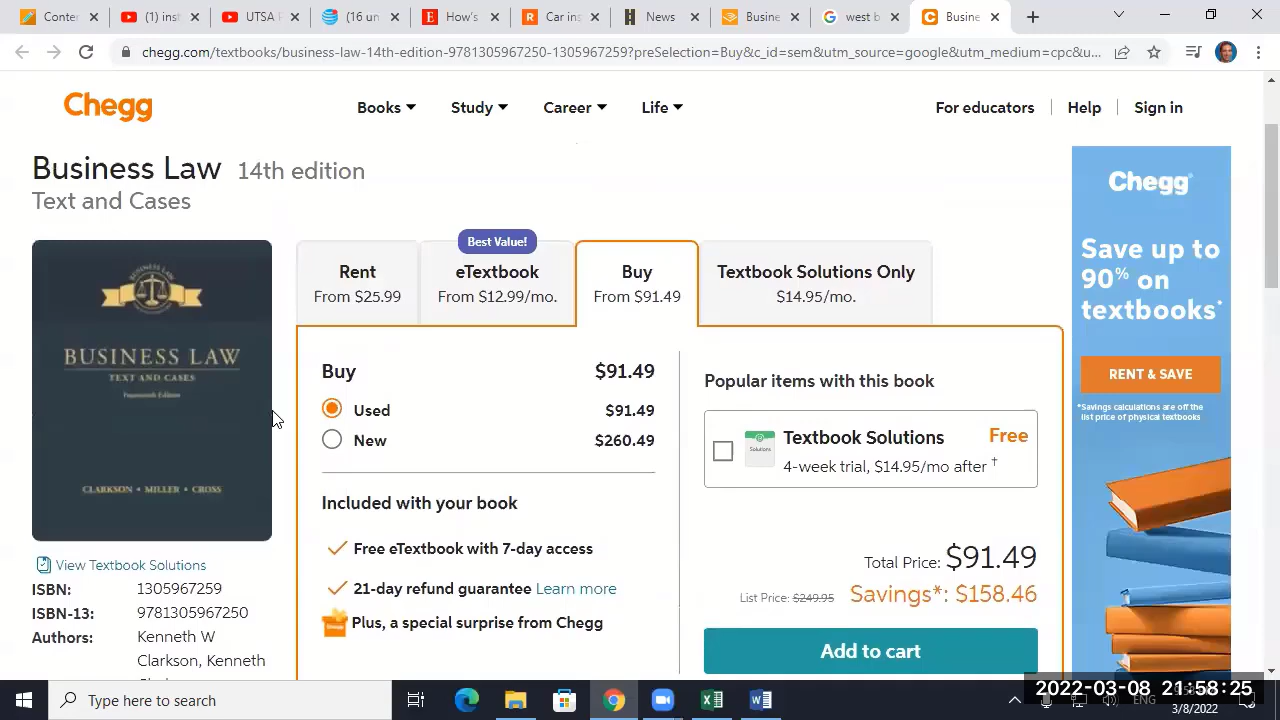 Conter
(1) inst
UTSA F
(16 un
How's
Car ins
News
Busine
west b
Busine
chegg.com/textbooks/business-law-14th-edition-9781305967250-1305967259?preSelection=Buy&c_id=sem&utm_source=google&utm_medium=cpc&u...
Chegg
Books
Study
Career
Life
For educators
Help
Sign in
Business Law 14th edition
Text and Cases
BUSINESS LAW
BUSINESS LAW
TEXT AND CASES
Fourteenth Edition
CLARKSON • MILLER • CROSS
View Textbook Solutions
ISBN: 1305967259
ISBN-13: 9781305967250
Authors: Kenneth W
Clarkson, Kenneth
Rent
From $25.99
Best Value!
eTextbook
From $12.99/mo.
Buy
From $91.49
Textbook Solutions Only
$14.95/mo.
Buy $91.49
Used $91.49
New $260.49
Included with your book
Free eTextbook with 7-day access
21-day refund guarantee Learn more
Plus, a special surprise from Chegg
Popular items with this book
Solutions
Textbook Solutions Free
4-week trial, $14.95/mo after †
Total Price: $91.49
List Price: $249.95 Savings*: $158.46
Add to cart
Chegg
Save up to
90% on
textbooks*
RENT & SAVE
*Savings calculations are off the
list price of physical textbooks
Type here to search
ENG
2022-03-08 21:58:25
3/8/2022